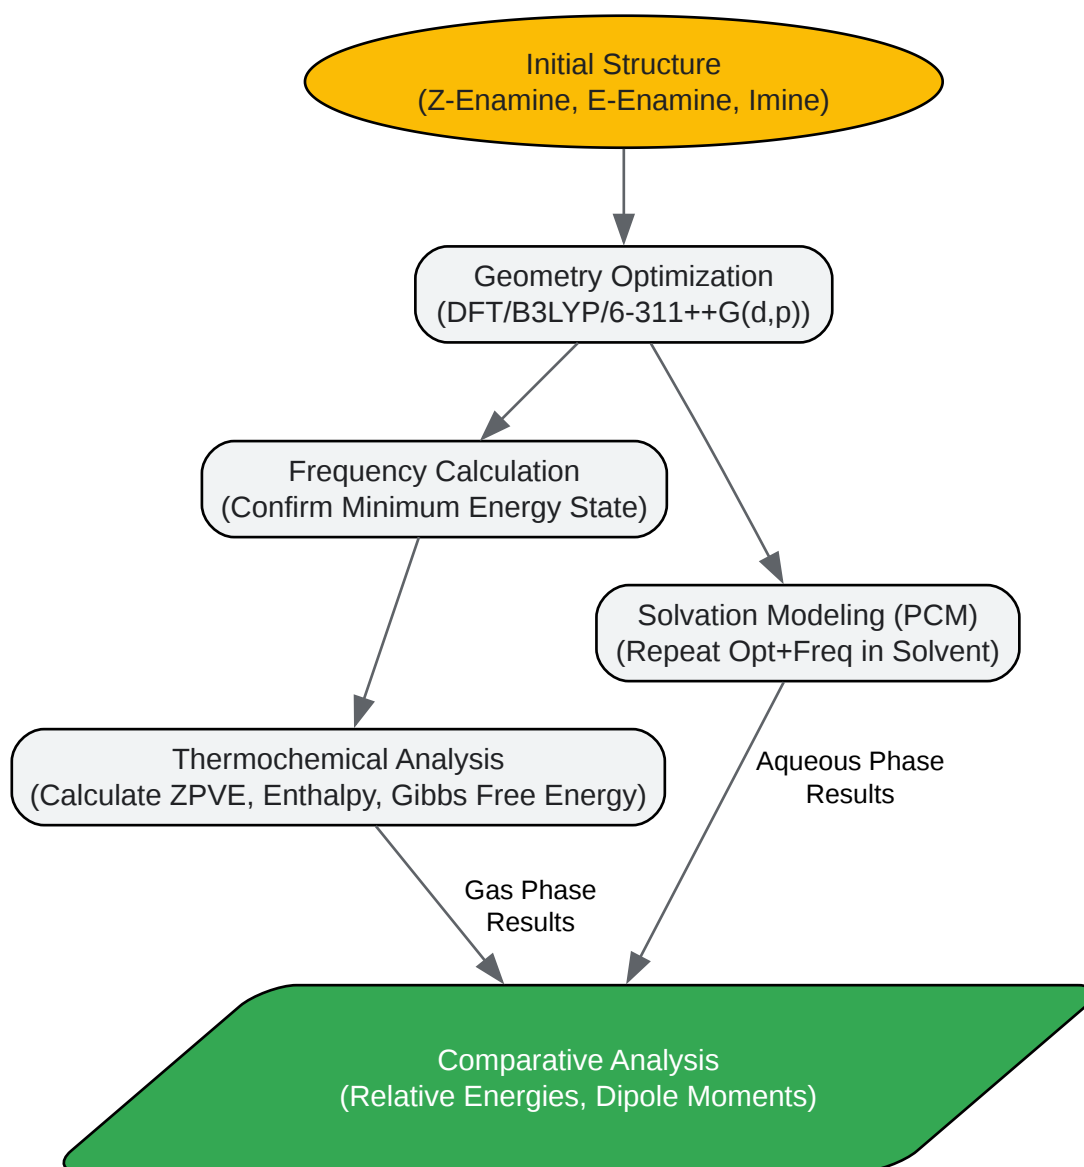 Initial Structure
(Z-Enamine, E-Enamine, Imine)
Geometry Optimization
(DFT/B3LYP/6-311++G(d,p))
Frequency Calculation
(Confirm Minimum Energy State)
Solvation Modeling (PCM)
(Repeat Opt+Freq in Solvent)
Thermochemical Analysis
(Calculate ZPVE, Enthalpy, Gibbs Free Energy)
Aqueous Phase
Results
Gas Phase
Results
Comparative Analysis
(Relative Energies, Dipole Moments)